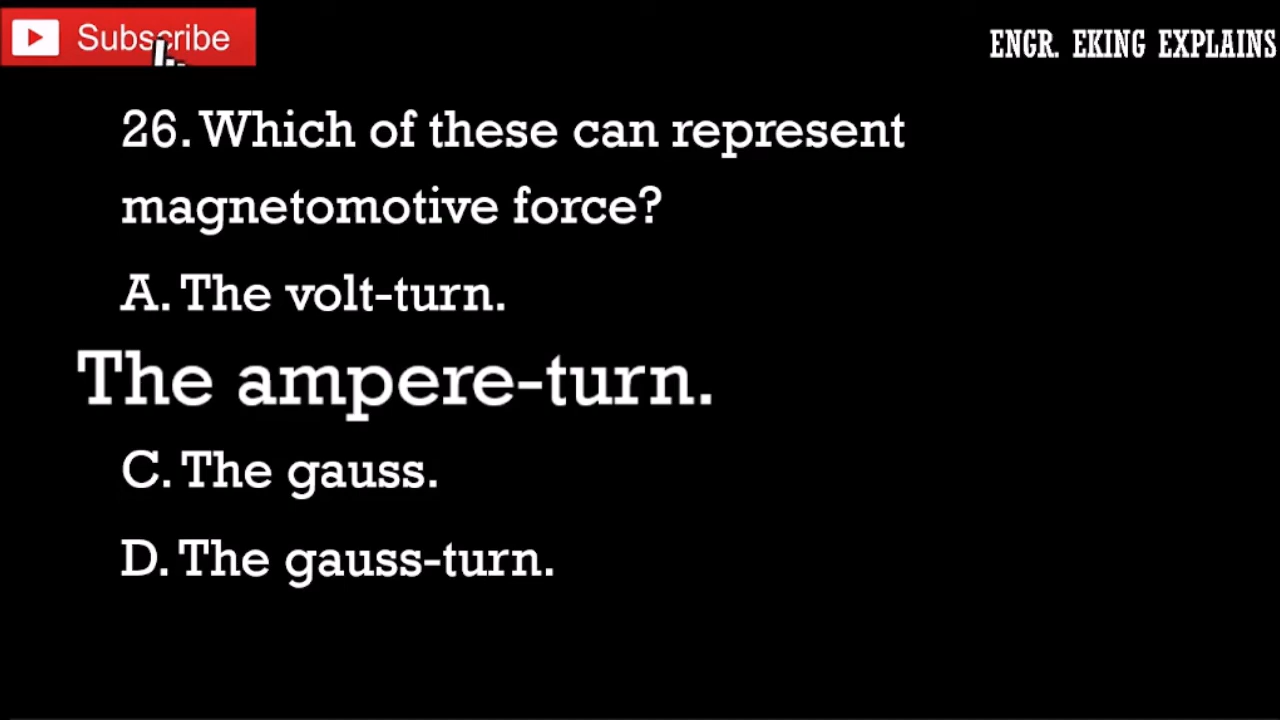 Subscribe
ENGR. EKING EXPLAINS
26. Which of these can represent
magnetomotive force?
A. The volt-turn.
The ampere-turn.
C. The gauss.
D. The gauss-turn.